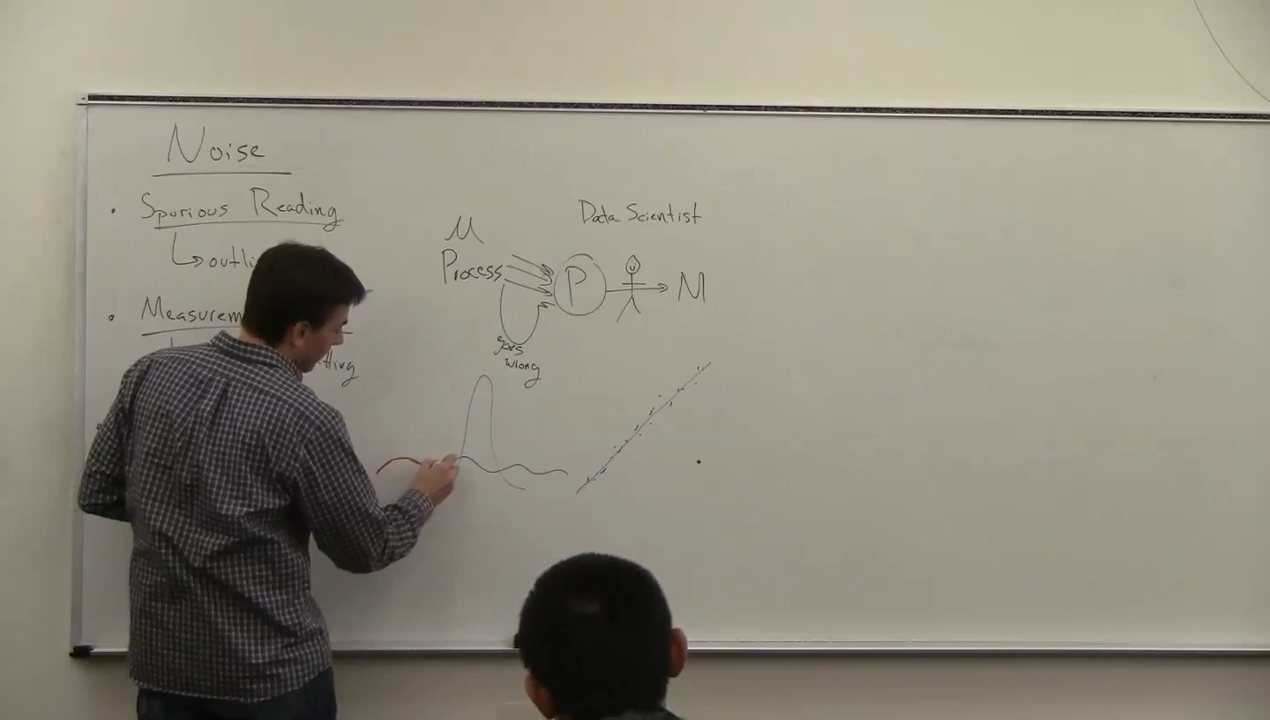 Noise
• Spurious Reading
Data Scientist
M
Process
P
M
goes
wrong